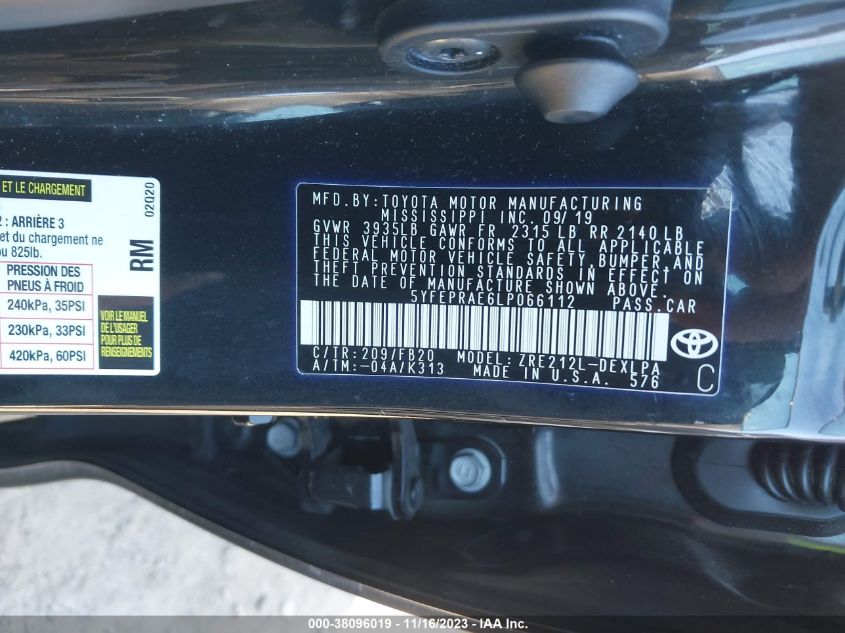 ET LE CHARGEMENT
2 : ARRIÈRE 3
et du chargement ne
ou 825lb.
PRESSION DES
PNEUS À FROID
240kPa, 35PSI
230kPa, 33PSI
420kPa, 60PSI
VOIR LE MANUEL
DE L'USAGER
POUR PLUS DE
RENSEIGNEMENTS
02020
RM
MFD.BY:TOYOTA MOTOR MANUFACTURING
MISSISSIPPI INC. 09/19
GVWR 3935LB GAWR FR 2315 LB RR 2140 LB
THIS VEHICLE CONFORMS TO ALL APPLICABLE
FEDERAL MOTOR VEHICLE SAFETY, BUMPER AND
THEFT PREVENTION STANDARDS IN EFFECT ON
THE DATE OF MANUFACTURE SHOWN ABOVE.
5YFEPRAE6LP066112 PASS.CAR
C/TR:209/FB20 MODEL:ZRE212L-DEXLPA
A/TM:-04A/K313 MADE IN U.S.A. 576
C
000-38096019 - 11/16/2023 - IAA Inc.